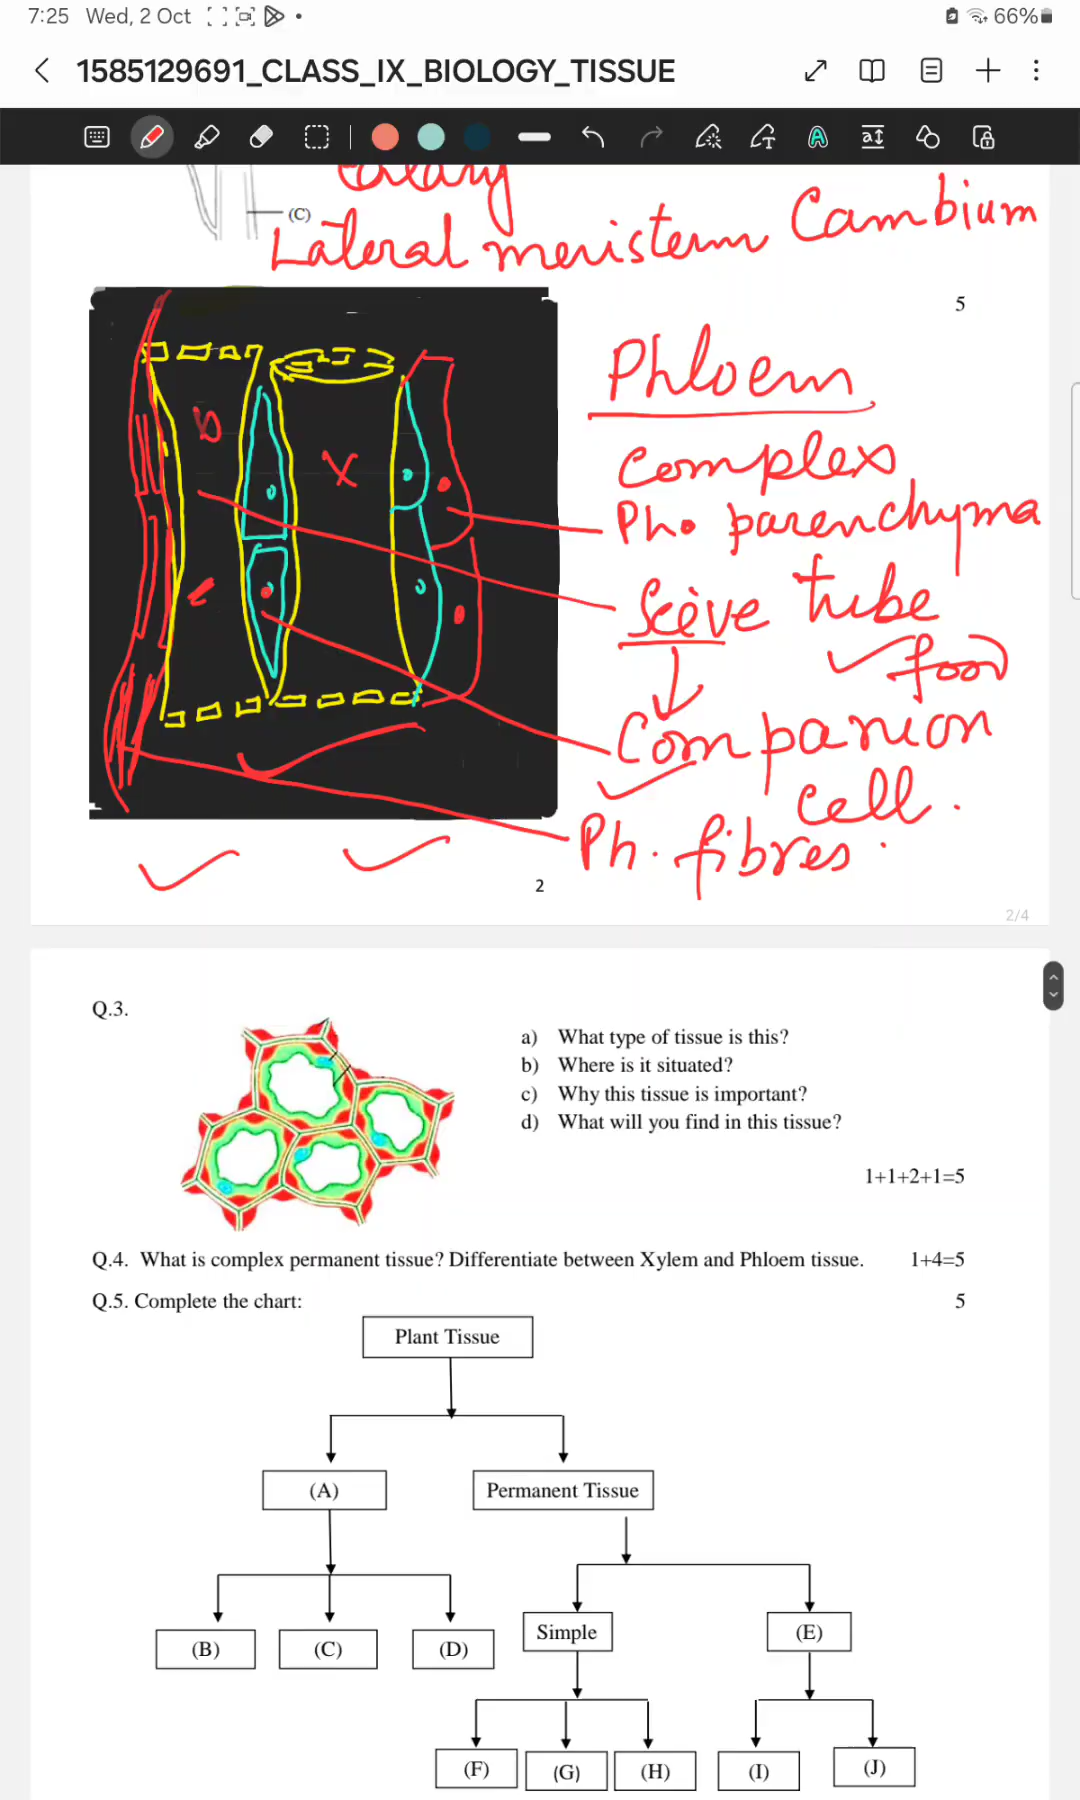 7:25 Wed, 2 Oct
66%
1585129691_CLASS_IX_BIOLOGY_TISSUE
(C)
Lateral meristem Cambium
5
Phloem
Complex
Pho parenchyma
Seive tube
food
Companion
cell.
Ph. fibres.
X
2
2/4
Q.3.
a) What type of tissue is this?
b) Where is it situated?
c) Why this tissue is important?
d) What will you find in this tissue?
1+1+2+1=5
Q.4. What is complex permanent tissue? Differentiate between Xylem and Phloem tissue. 1+4=5
Q.5. Complete the chart: 5
Plant Tissue
(A) Permanent Tissue
(B) (C) (D) Simple (E)
(F) (G) (H) (I) (J)